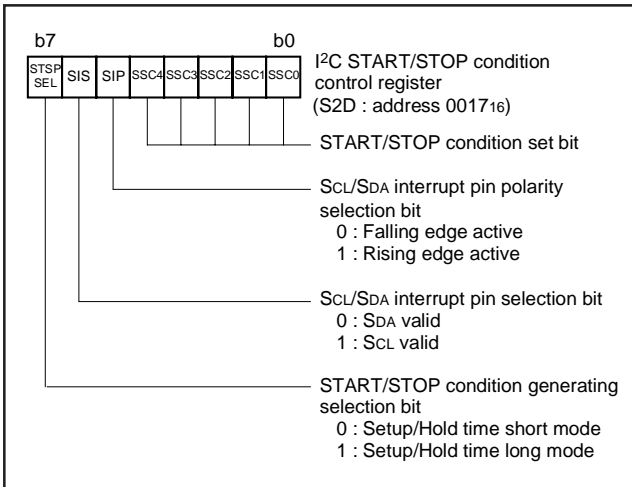 b7 b0
STSP
SEL SIS SIP SSC4 SSC3 SSC2 SSC1 SSC0
I2C START/STOP condition
control register
(S2D : address 001716)
START/STOP condition set bit
SCL/SDA interrupt pin polarity
selection bit
0 : Falling edge active
1 : Rising edge active
SCL/SDA interrupt pin selection bit
0 : SDA valid
1 : SCL valid
START/STOP condition generating
selection bit
0 : Setup/Hold time short mode
1 : Setup/Hold time long mode